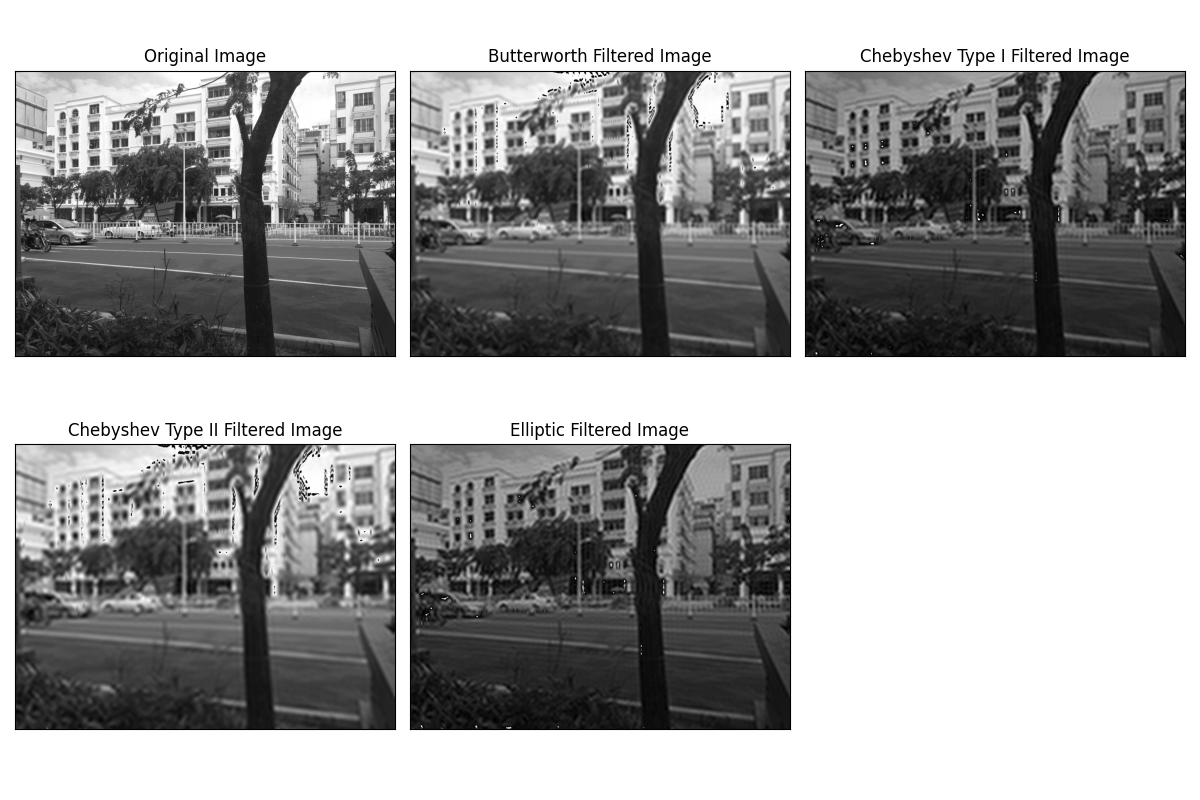 Original Image
Butterworth Filtered Image
Chebyshev Type I Filtered Image
Chebyshev Type II Filtered Image
Elliptic Filtered Image